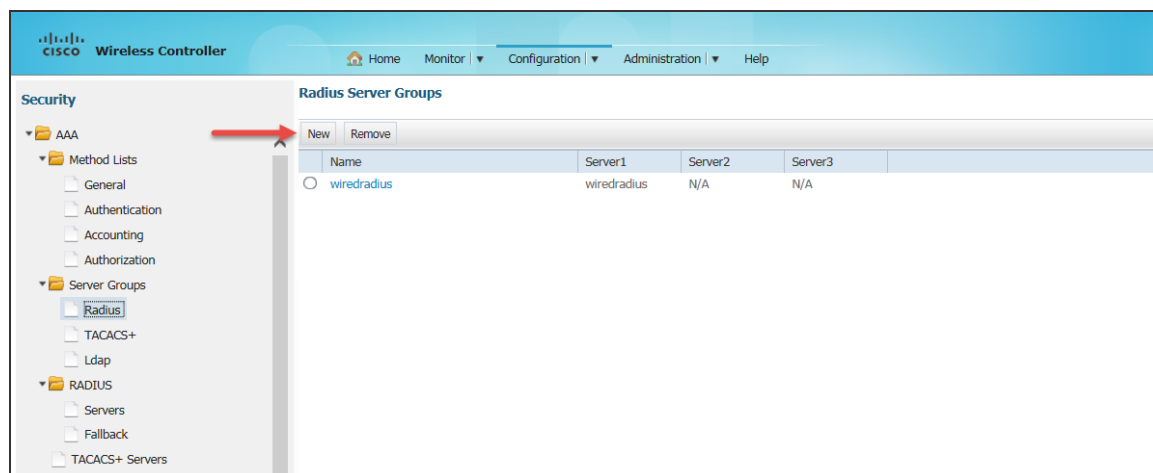 CISCO Wireless Controller
Home Monitor Configuration Administration Help
Security
AAA
Method Lists
General
Authentication
Accounting
Authorization
Server Groups
Radius
TACACS+
Ldap
RADIUS
Servers
Fallback
TACACS+ Servers
Radius Server Groups
New Remove
Name Server1 Server2 Server3
wiredradius wiredradius N/A N/A